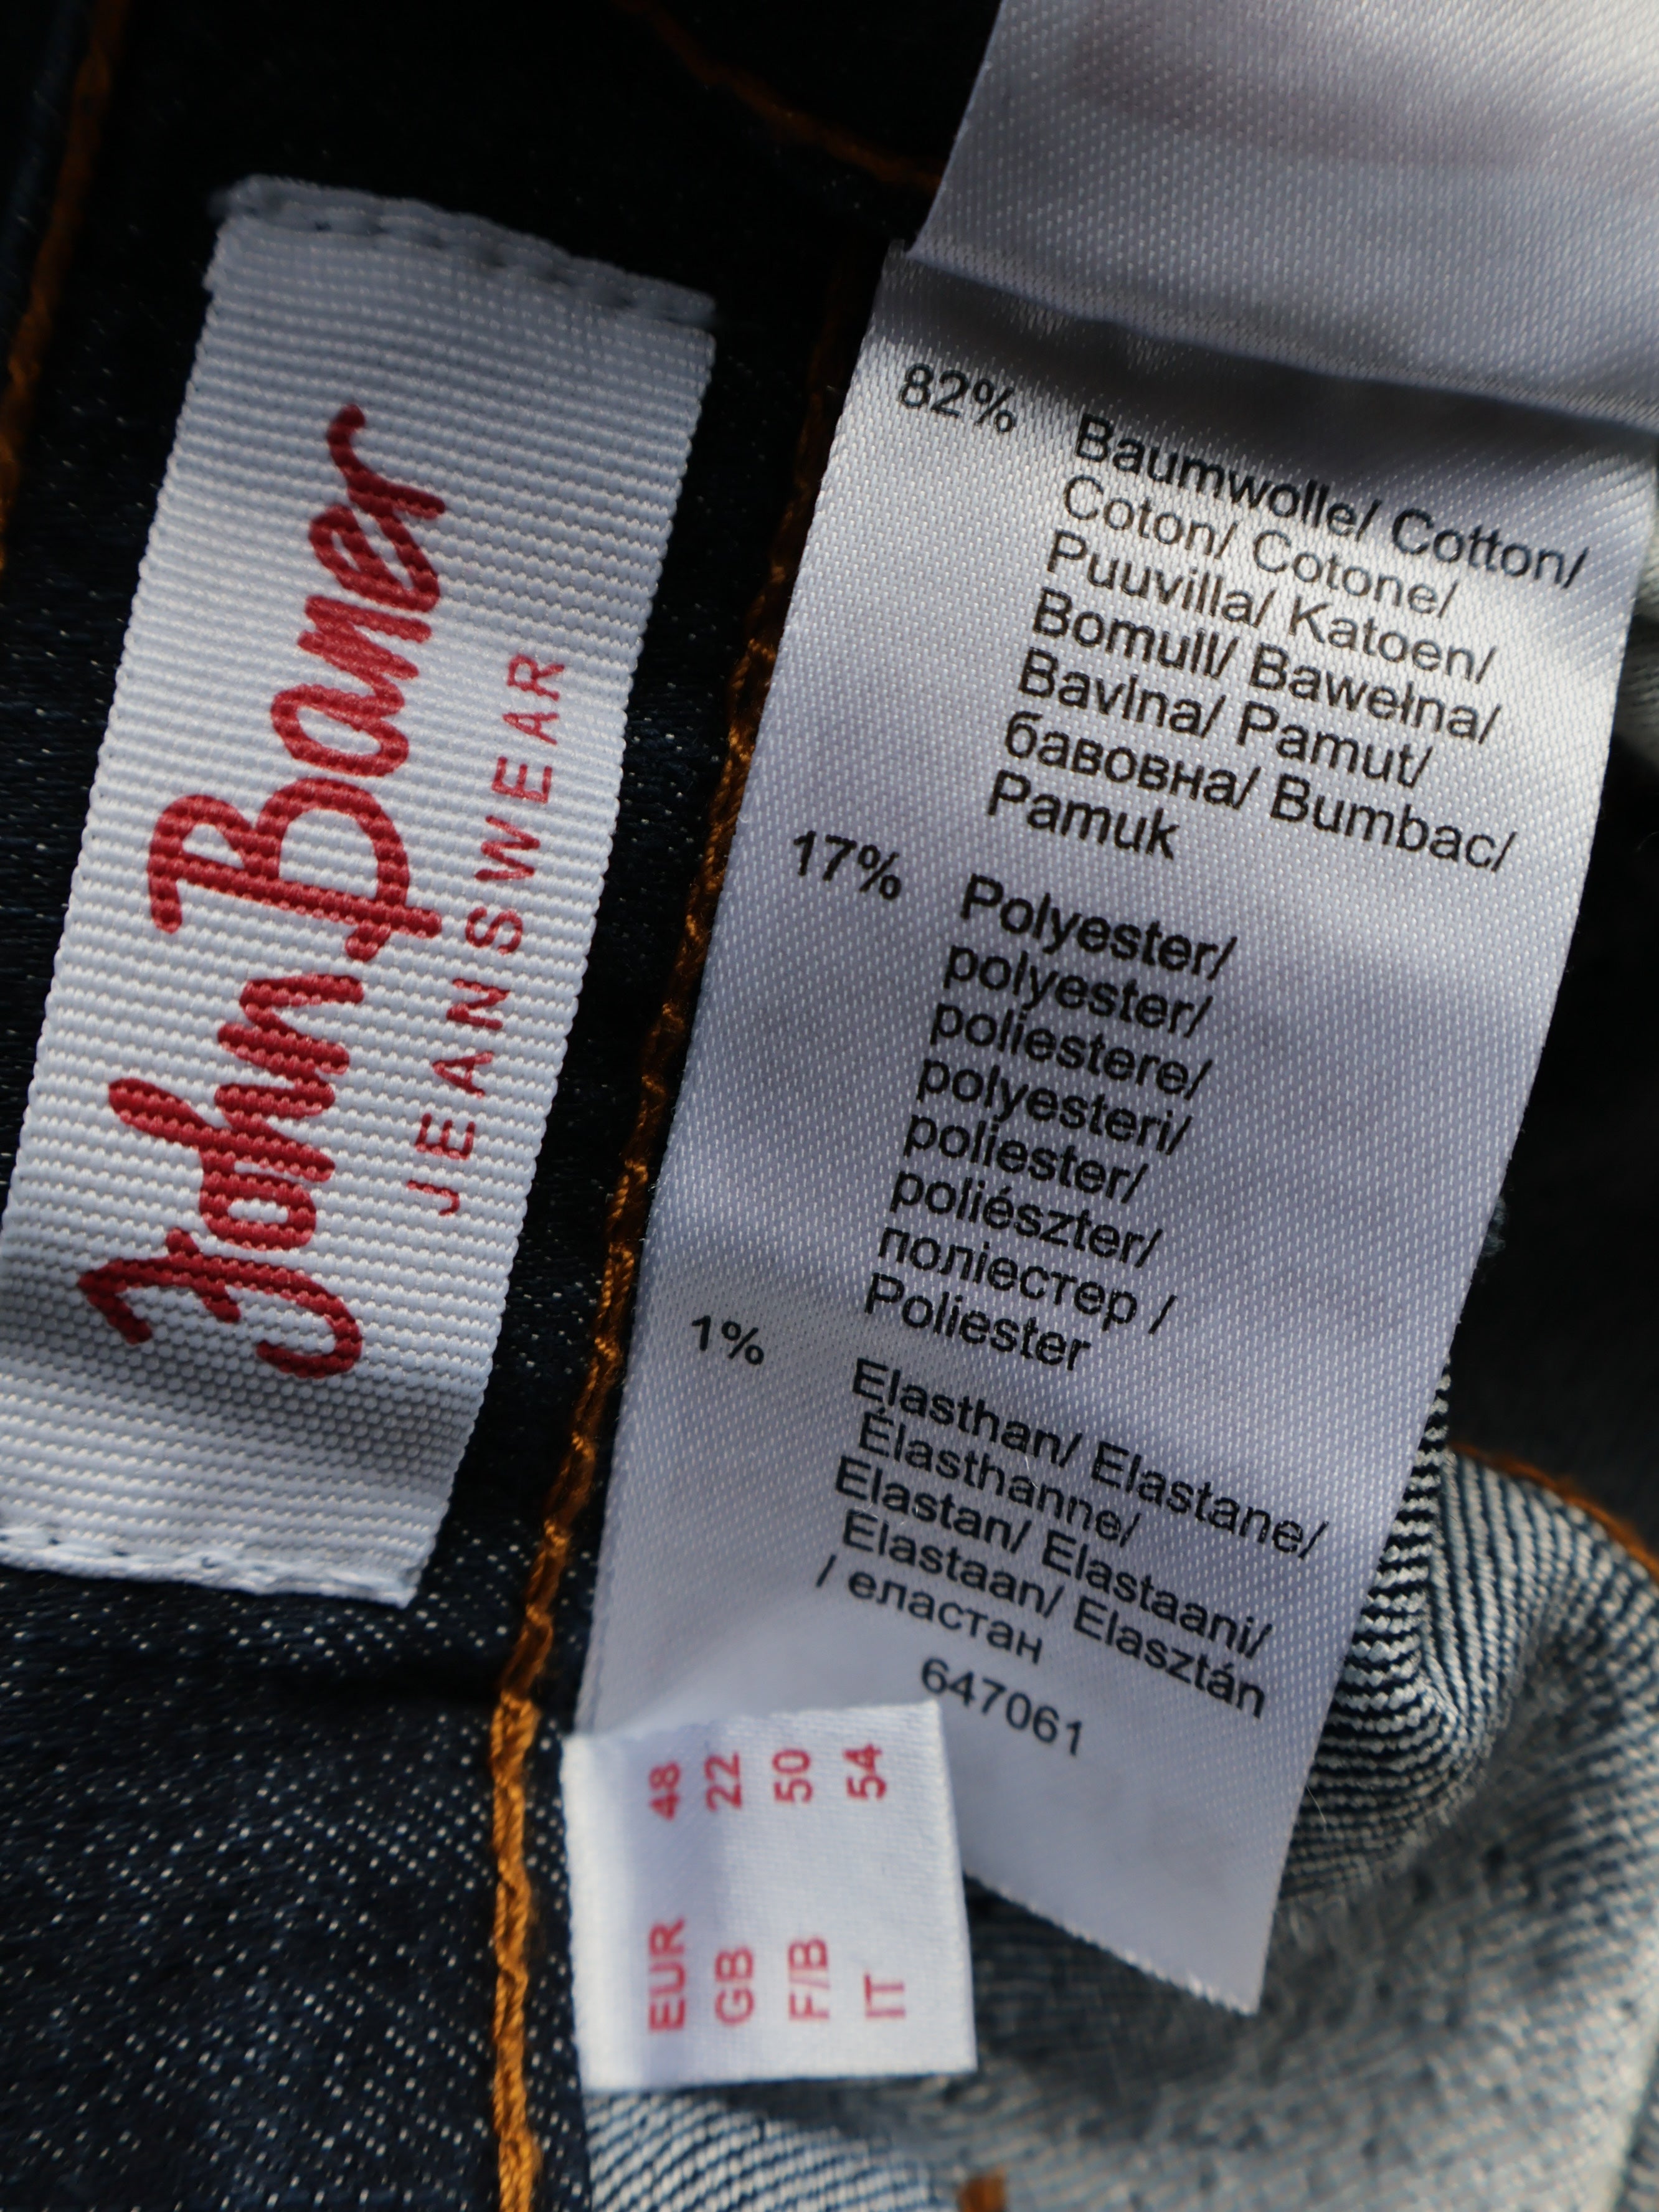 John Baner
JEANSWEAR
82% Baumwolle/ Cotton/
Coton/ Cotone/
Puuvilla/ Katoen/
Bomull/ Bawełna/
Bavlna/ Pamut/
бавовна/ Bumbac/
Pamuk
17% Polyester/
polyester/
poliestere/
polyesteri/
poliester/
poliészter/
поліестер /
Poliester
1% Elasthan/ Elastane/
Élasthanne/
Elastan/ Elastaani/
Elastaan/ Elasztán
/ еластан
647061
EUR 48
GB 22
F/B 50
IT 54